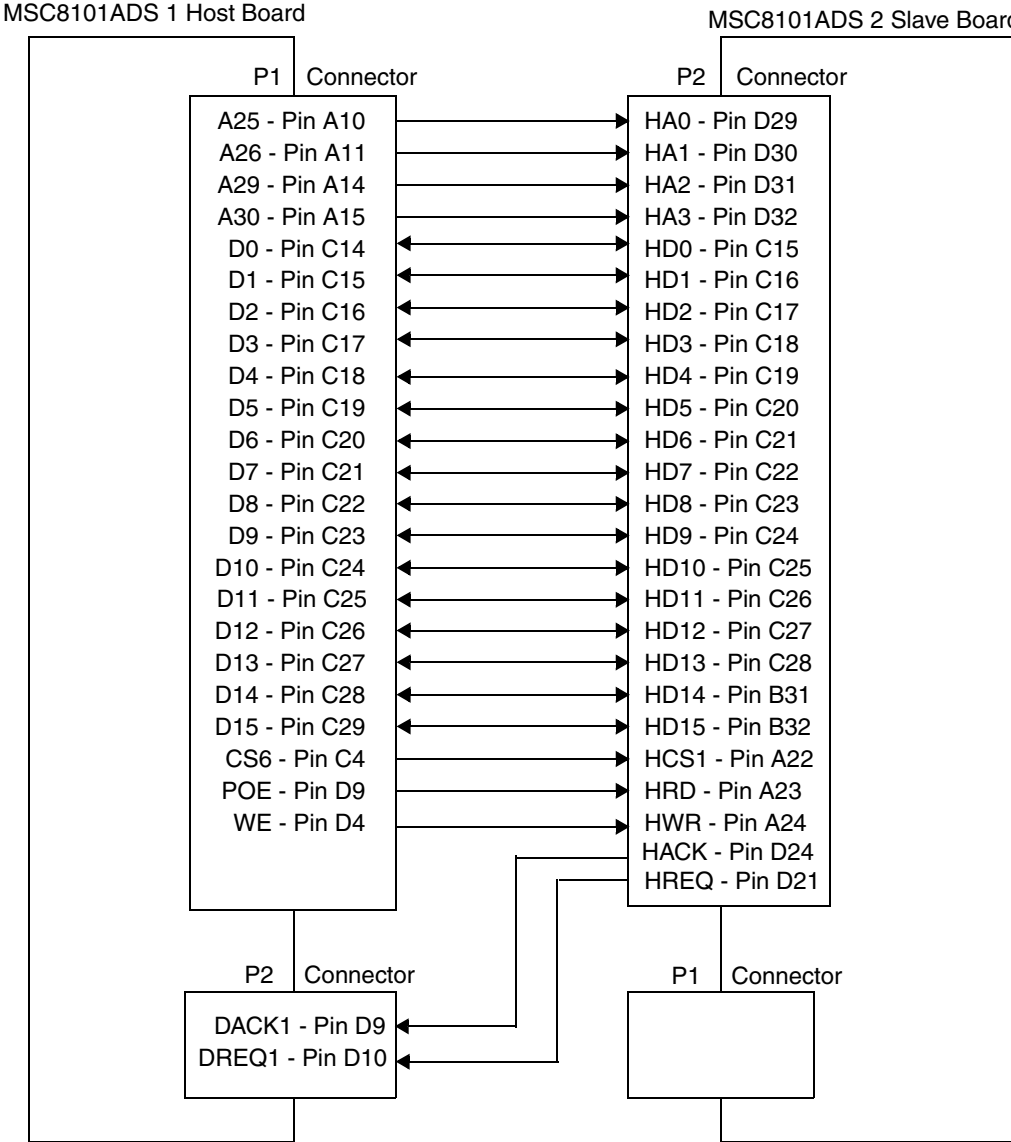 MSC8101ADS 1 Host Board
MSC8101ADS 2 Slave Board
P1 Connector
P2 Connector
A25 - Pin A10
HA0 - Pin D29
A26 - Pin A11
HA1 - Pin D30
A29 - Pin A14
HA2 - Pin D31
A30 - Pin A15
HA3 - Pin D32
D0 - Pin C14
HD0 - Pin C15
D1 - Pin C15
HD1 - Pin C16
D2 - Pin C16
HD2 - Pin C17
D3 - Pin C17
HD3 - Pin C18
D4 - Pin C18
HD4 - Pin C19
D5 - Pin C19
HD5 - Pin C20
D6 - Pin C20
HD6 - Pin C21
D7 - Pin C21
HD7 - Pin C22
D8 - Pin C22
HD8 - Pin C23
D9 - Pin C23
HD9 - Pin C24
D10 - Pin C24
HD10 - Pin C25
D11 - Pin C25
HD11 - Pin C26
D12 - Pin C26
HD12 - Pin C27
D13 - Pin C27
HD13 - Pin C28
D14 - Pin C28
HD14 - Pin B31
D15 - Pin C29
HD15 - Pin B32
CS6 - Pin C4
HCS1 - Pin A22
POE - Pin D9
HRD - Pin A23
WE - Pin D4
HWR - Pin A24
HACK - Pin D24
HREQ - Pin D21
P2 Connector
P1 Connector
DACK1 - Pin D9
DREQ1 - Pin D10